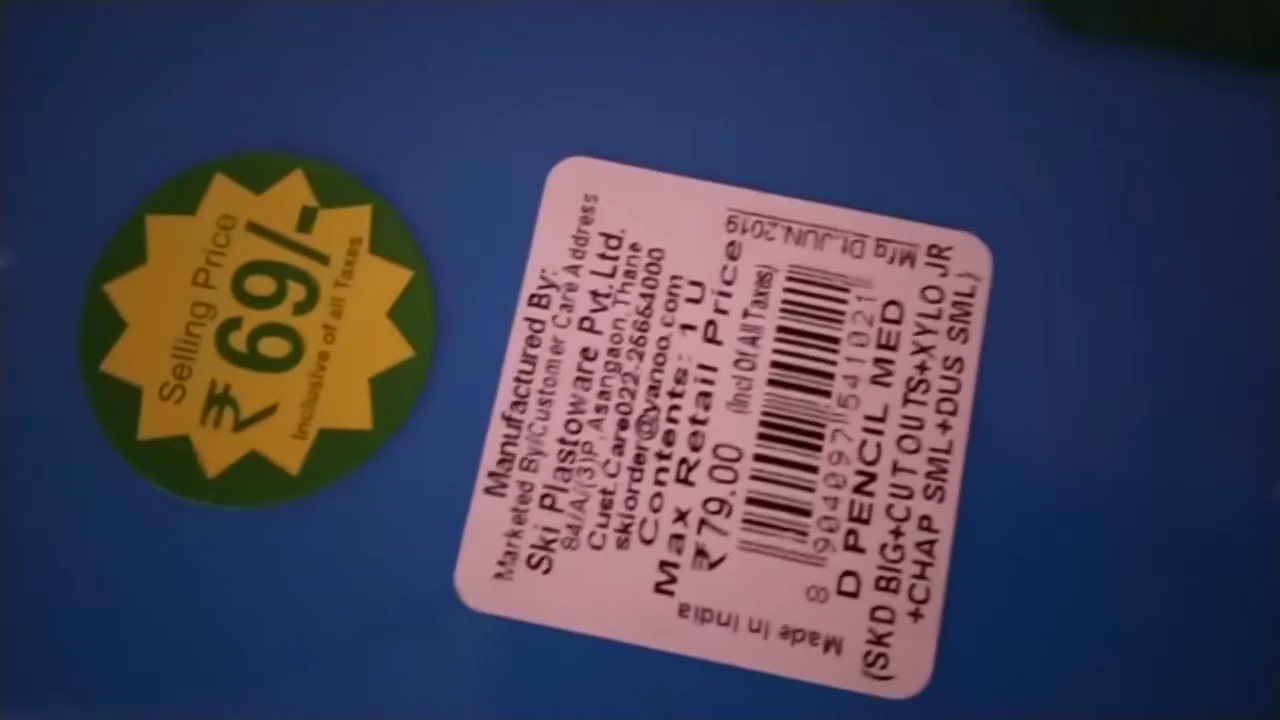 Selling Price
₹69/-
Inclusive of all Taxes
Manufactured By:
Marketed By/Customer Care Address
Ski Plastoware Pvt.Ltd.
84/A/(3)P,Asangaon,Thane
Cust.Care022-26664000
skiorder@yahoo.com
Contents: 1 U
Max Retail Price
₹79.00 (Incl Of All Taxes)
Mfg Dt.JUN.2019
8 904097 541021
Made In India
D PENCIL MED
(SKD BIG+CUT OUTS+XYLO JR
+CHAP SML+DUS SML)